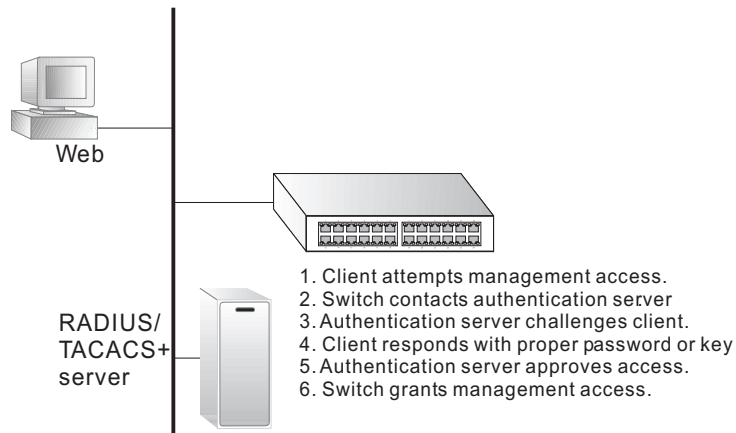 Web
1. Client attempts management access.
2. Switch contacts authentication server
3. Authentication server challenges client.
4. Client responds with proper password or key
5. Authentication server approves access.
6. Switch grants management access.
RADIUS/
TACACS+
server